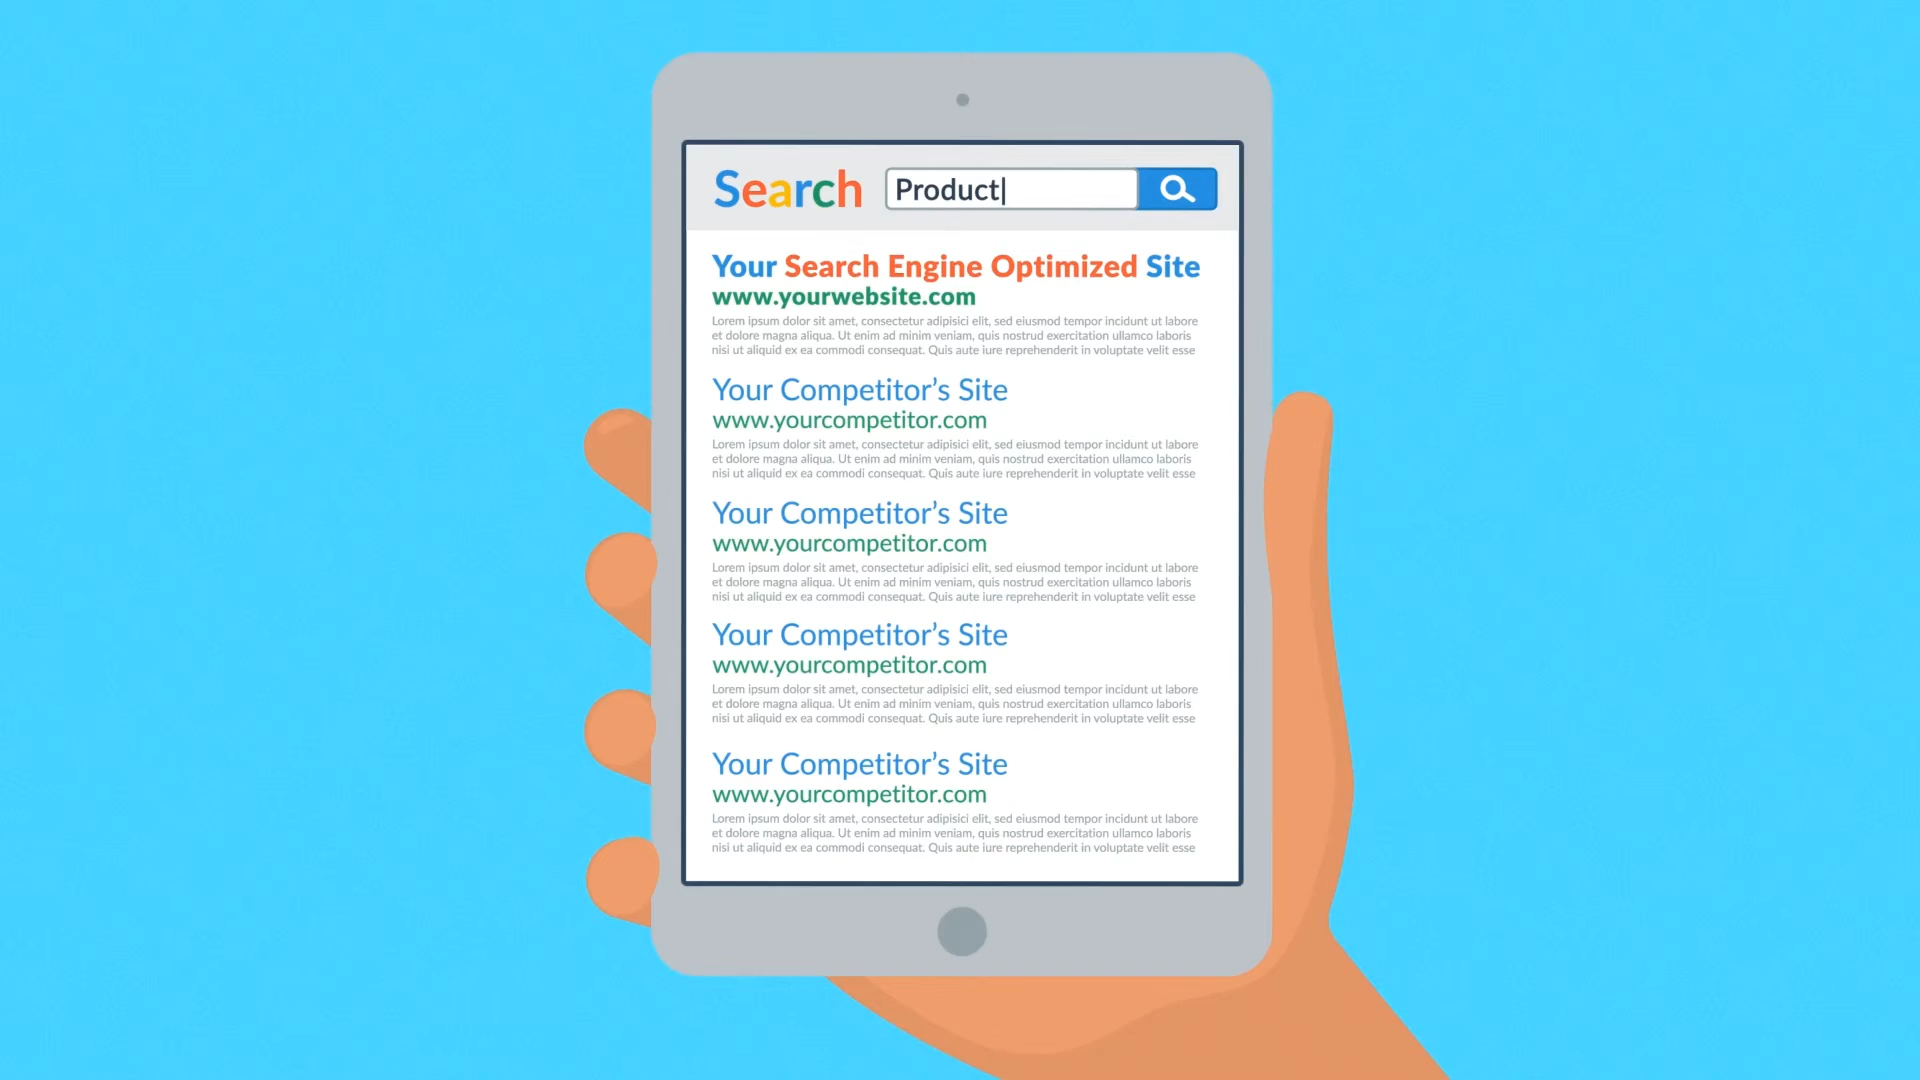 Search Product
Your Search Engine Optimized Site
www.yourwebsite.com
Lorem ipsum dolor sit amet, consectetur adipisici elit, sed eiusmod tempor incidunt ut labore
et dolore magna aliqua. Ut enim ad minim veniam, quis nostrud exercitation ullamco laboris
nisi ut aliquid ex ea commodi consequat. Quis aute iure reprehenderit in voluptate velit esse
Your Competitor’s Site
www.yourcompetitor.com
Lorem ipsum dolor sit amet, consectetur adipisici elit, sed eiusmod tempor incidunt ut labore
et dolore magna aliqua. Ut enim ad minim veniam, quis nostrud exercitation ullamco laboris
nisi ut aliquid ex ea commodi consequat. Quis aute iure reprehenderit in voluptate velit esse
Your Competitor’s Site
www.yourcompetitor.com
Lorem ipsum dolor sit amet, consectetur adipisici elit, sed eiusmod tempor incidunt ut labore
et dolore magna aliqua. Ut enim ad minim veniam, quis nostrud exercitation ullamco laboris
nisi ut aliquid ex ea commodi consequat. Quis aute iure reprehenderit in voluptate velit esse
Your Competitor’s Site
www.yourcompetitor.com
Lorem ipsum dolor sit amet, consectetur adipisici elit, sed eiusmod tempor incidunt ut labore
et dolore magna aliqua. Ut enim ad minim veniam, quis nostrud exercitation ullamco laboris
nisi ut aliquid ex ea commodi consequat. Quis aute iure reprehenderit in voluptate velit esse
Your Competitor’s Site
www.yourcompetitor.com
Lorem ipsum dolor sit amet, consectetur adipisici elit, sed eiusmod tempor incidunt ut labore
et dolore magna aliqua. Ut enim ad minim veniam, quis nostrud exercitation ullamco laboris
nisi ut aliquid ex ea commodi consequat. Quis aute iure reprehenderit in voluptate velit esse